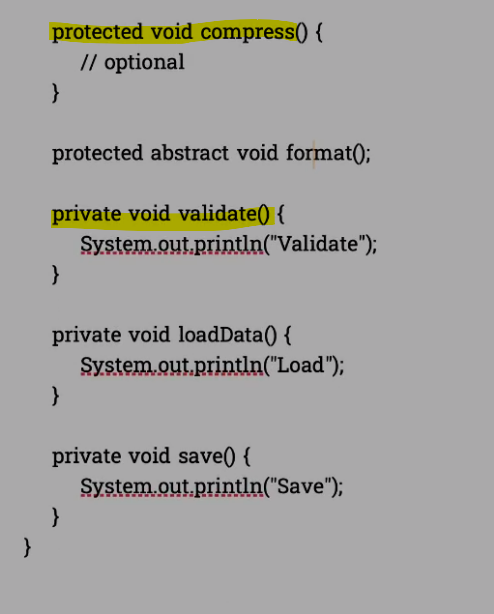 protected void compress() {
// optional
}
protected abstract void format();
private void validate() {
System.out.println("Validate");
}
private void loadData() {
System.out.println("Load");
}
private void save() {
System.out.println("Save");
}
}